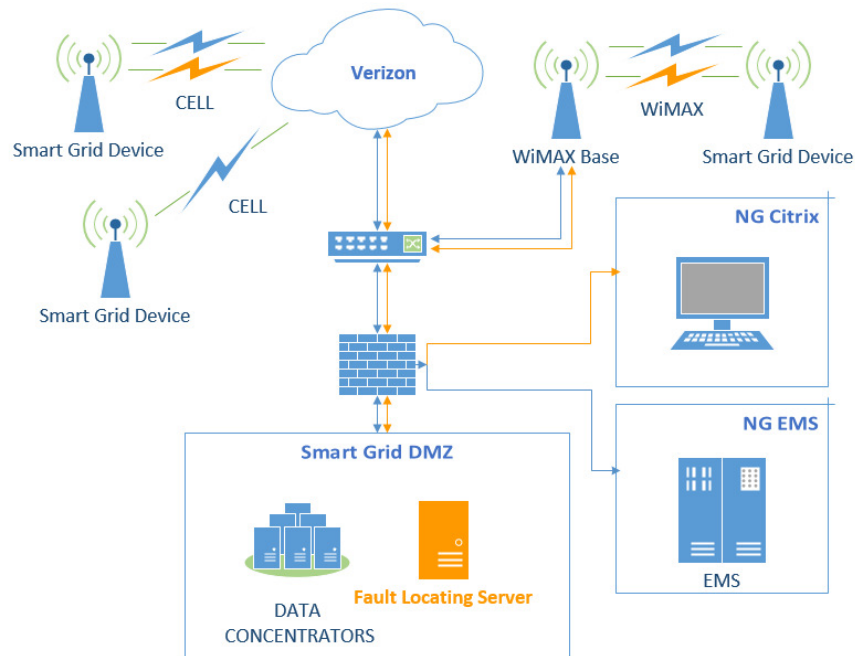 Verizon
CELL
WiMAX
Smart Grid Device
WiMAX Base
Smart Grid Device
CELL
NG Citrix
Smart Grid Device
NG EMS
Smart Grid DMZ
EMS
Fault Locating Server
DATA
CONCENTRATORS